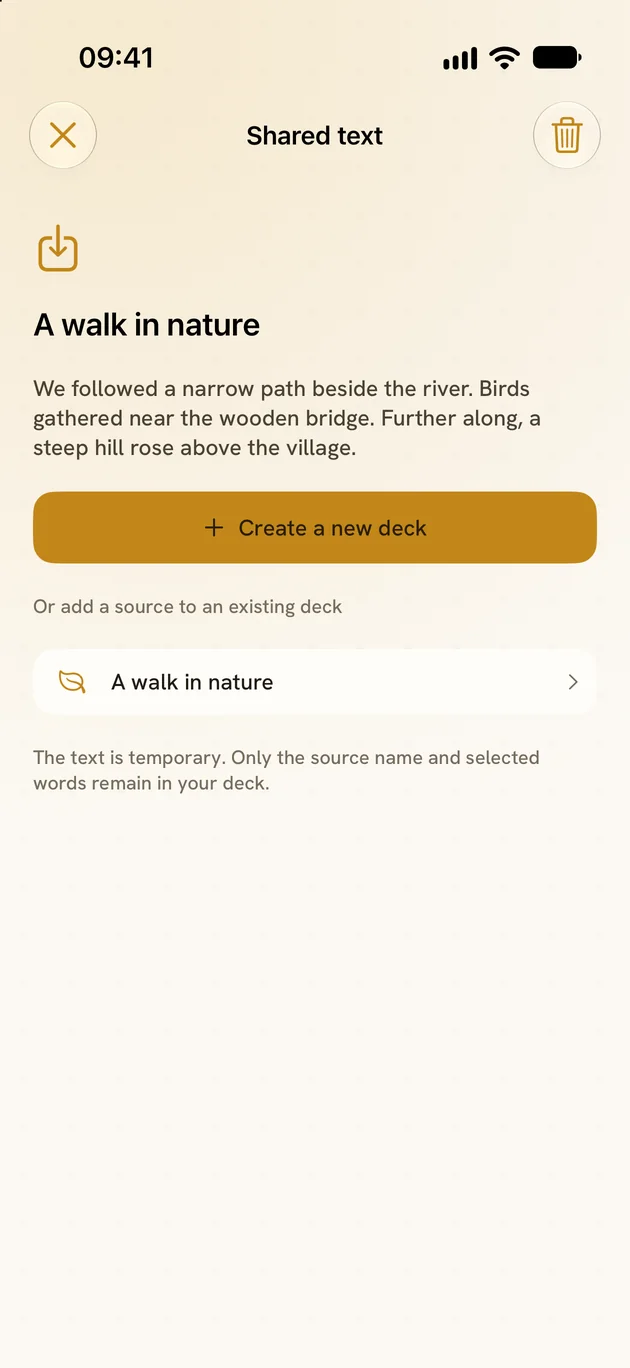 09:41
Shared text
A walk in nature
We followed a narrow path beside the river. Birds
gathered near the wooden bridge. Further along, a
steep hill rose above the village.
Create a new deck
Or add a source to an existing deck
A walk in nature
The text is temporary. Only the source name and selected
words remain in your deck.